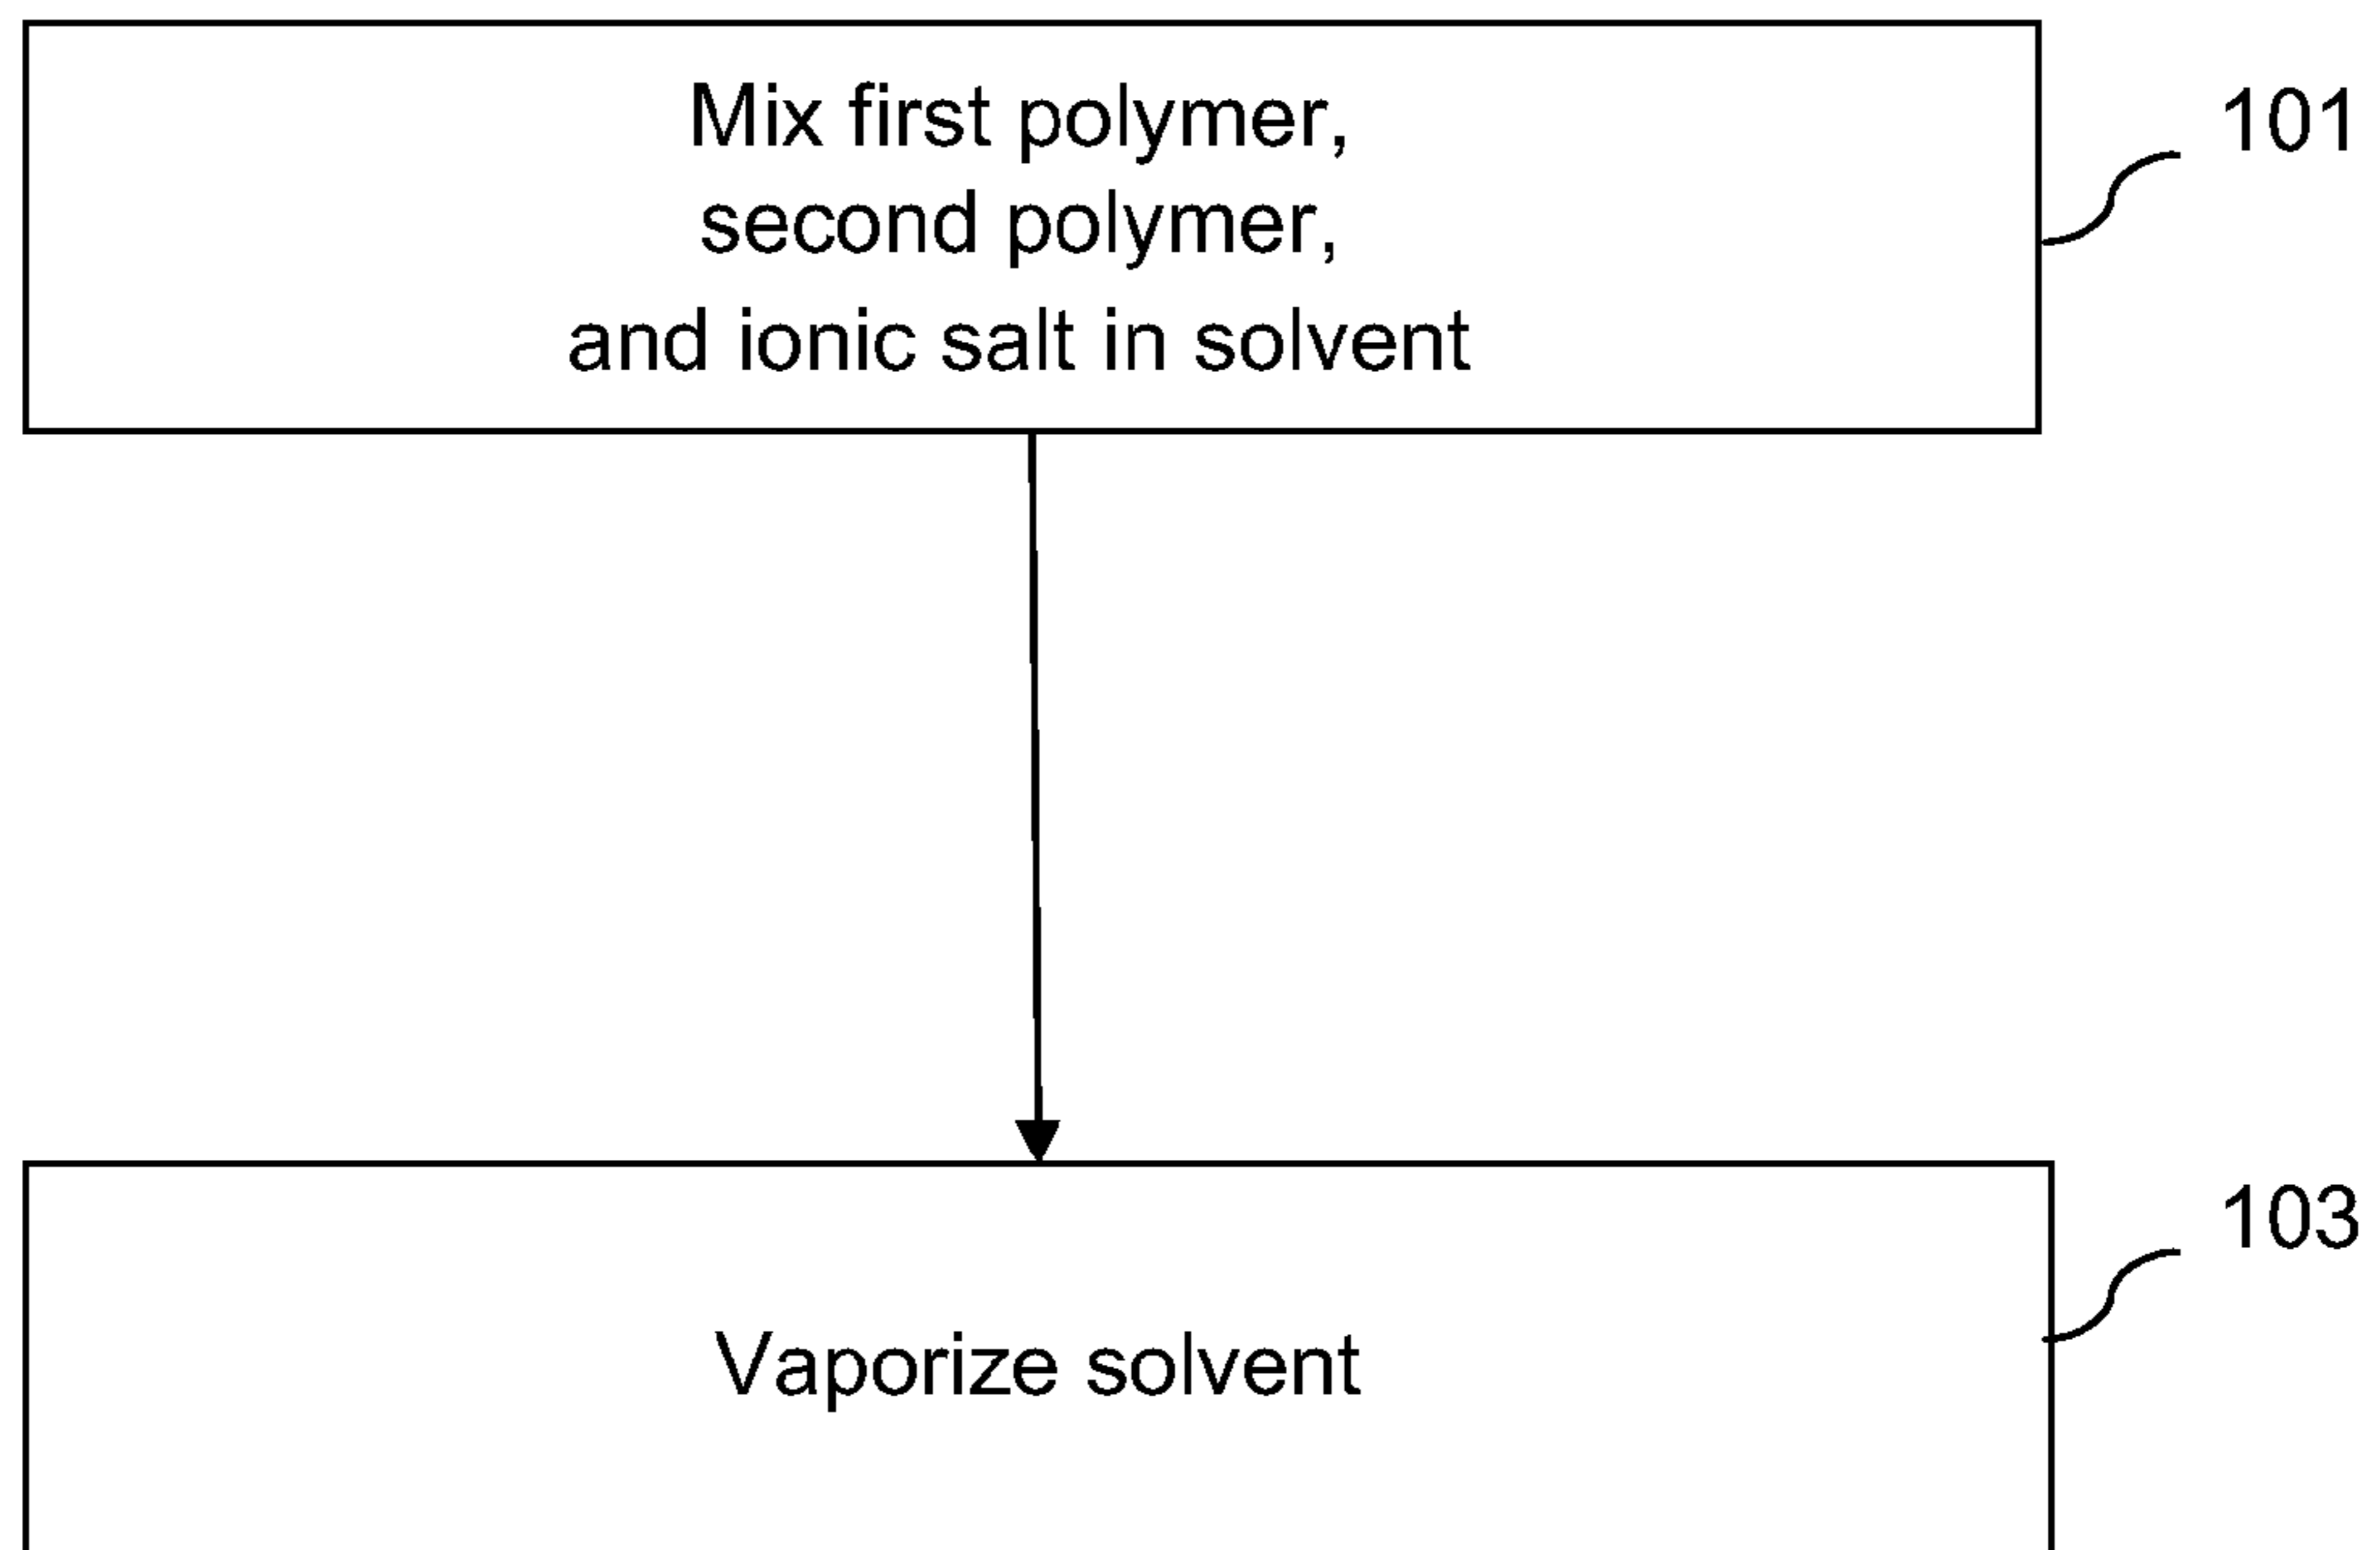 Mix first polymer,
second polymer,
and ionic salt in solvent
101
Vaporize solvent
103